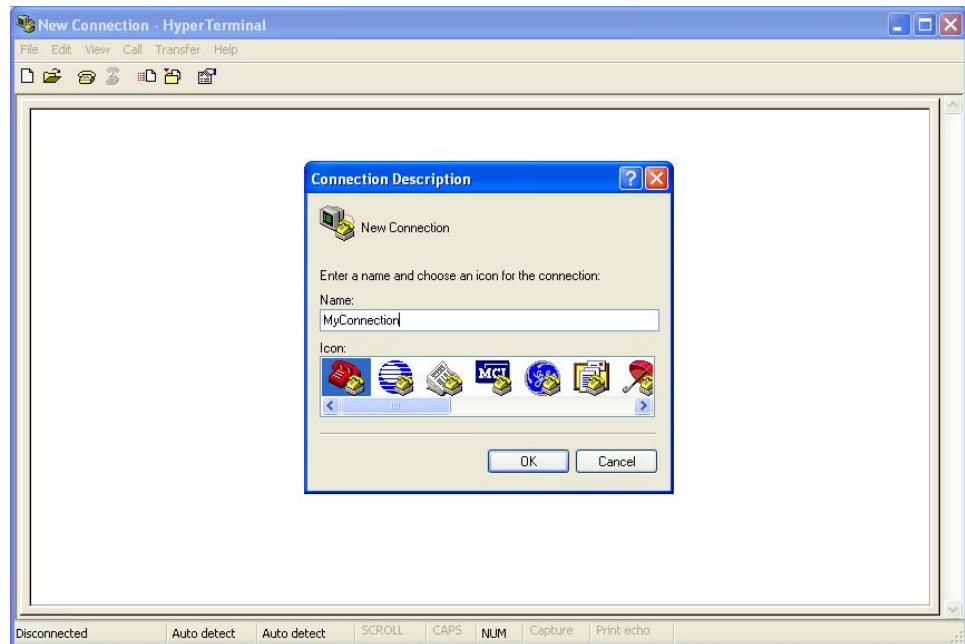 New Connection - HyperTerminal
File Edit View Call Transfer Help
Connection Description
New Connection
Enter a name and choose an icon for the connection:
Name:
MyConnection
Icon:
MCI
OK Cancel
Disconnected Auto detect Auto detect SCROLL CAPS NUM Capture Print echo